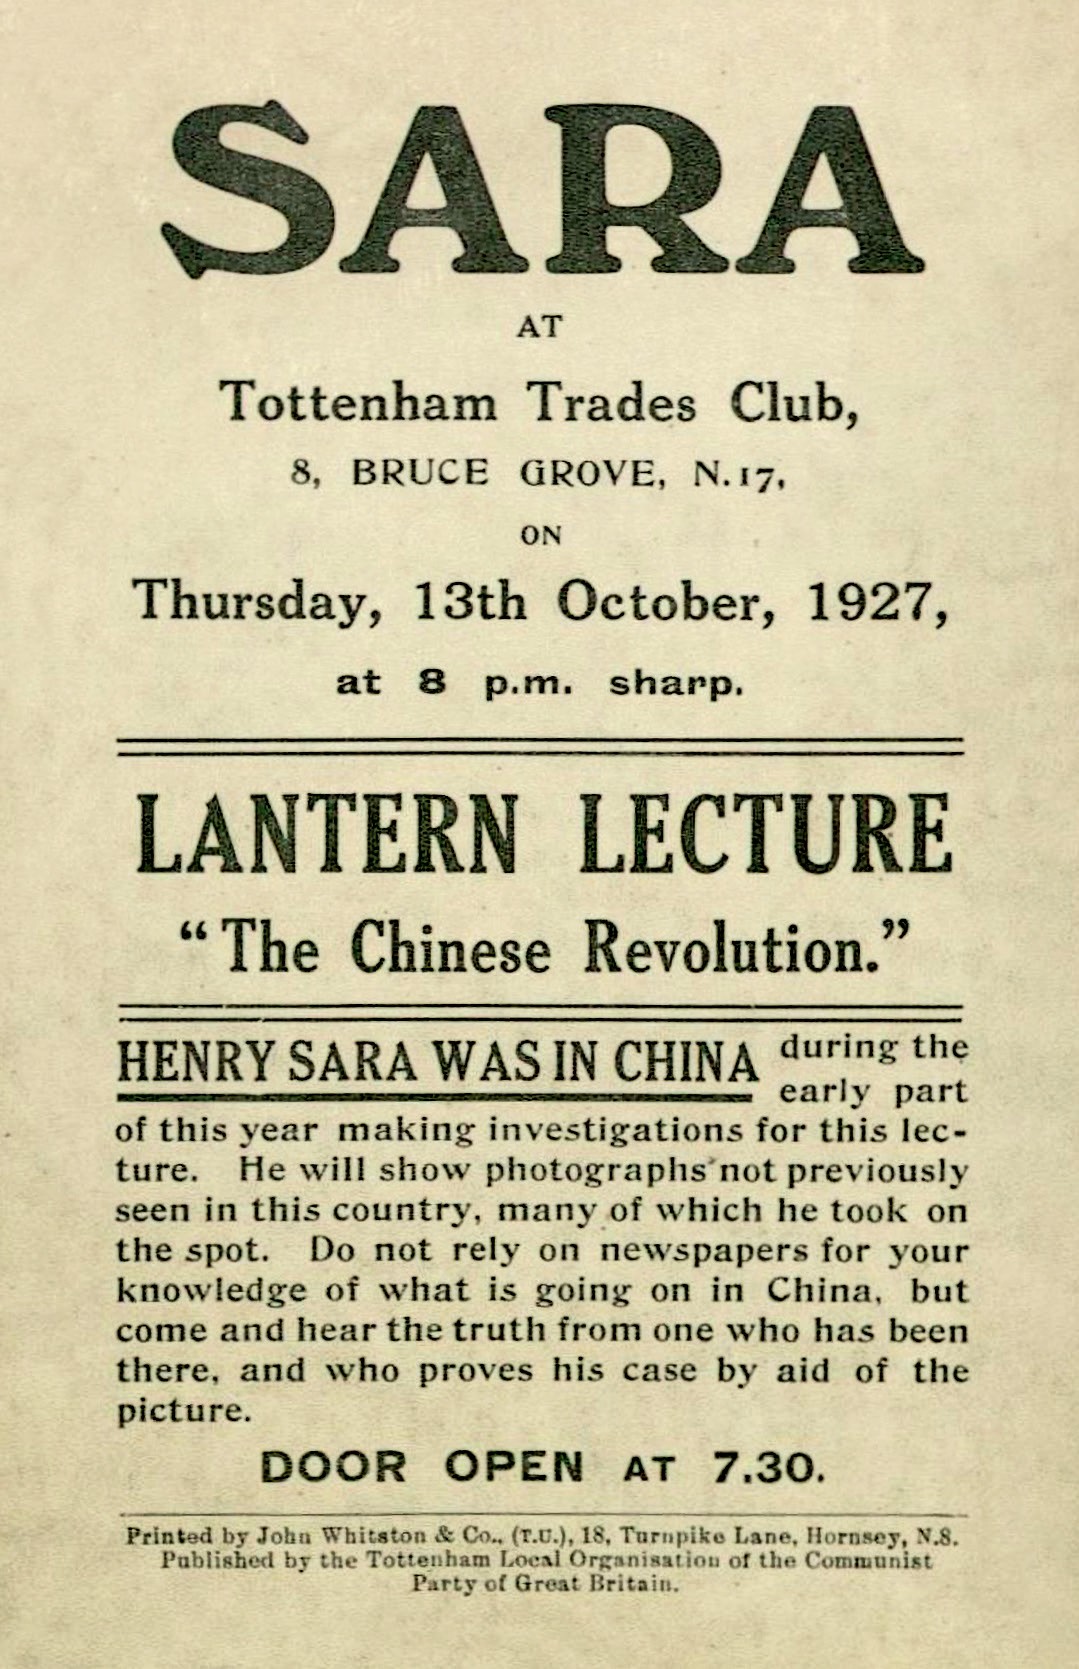 SARA
AT
Tottenham Trades Club,
8, BRUCE GROVE, N.17,
ON
Thursday, 13th October, 1927,
at 8 p.m. sharp.
LANTERN LECTURE
“The Chinese Revolution.”
HENRY SARA WAS IN CHINA during the
early part
of this year making investigations for this lec-
ture. He will show photographs not previously
seen in this country, many of which he took on
the spot. Do not rely on newspapers for your
knowledge of what is going on in China, but
come and hear the truth from one who has been
there, and who proves his case by aid of the
picture.
DOOR OPEN AT 7.30.
Printed by John Whitston & Co., (T.U.), 18, Turnpike Lane, Hornsey, N.8.
Published by the Tottenham Local Organisation of the Communist
Party of Great Britain.